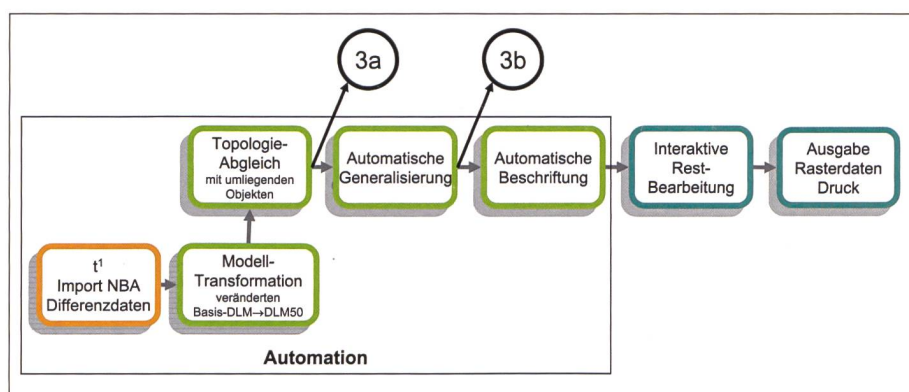 3a
3b
Topologie-
Abgleich
mit umliegenden
Objekten
Automatische
Generalisierung
Automatische
Beschriftung
Interaktive
Rest-
Bearbeitung
Ausgabe
Rasterdaten
Druck
t¹
Import NBA
Differenzdaten
Modell-
Transformation
veränderten
Basis-DLM→DLM50
Automation